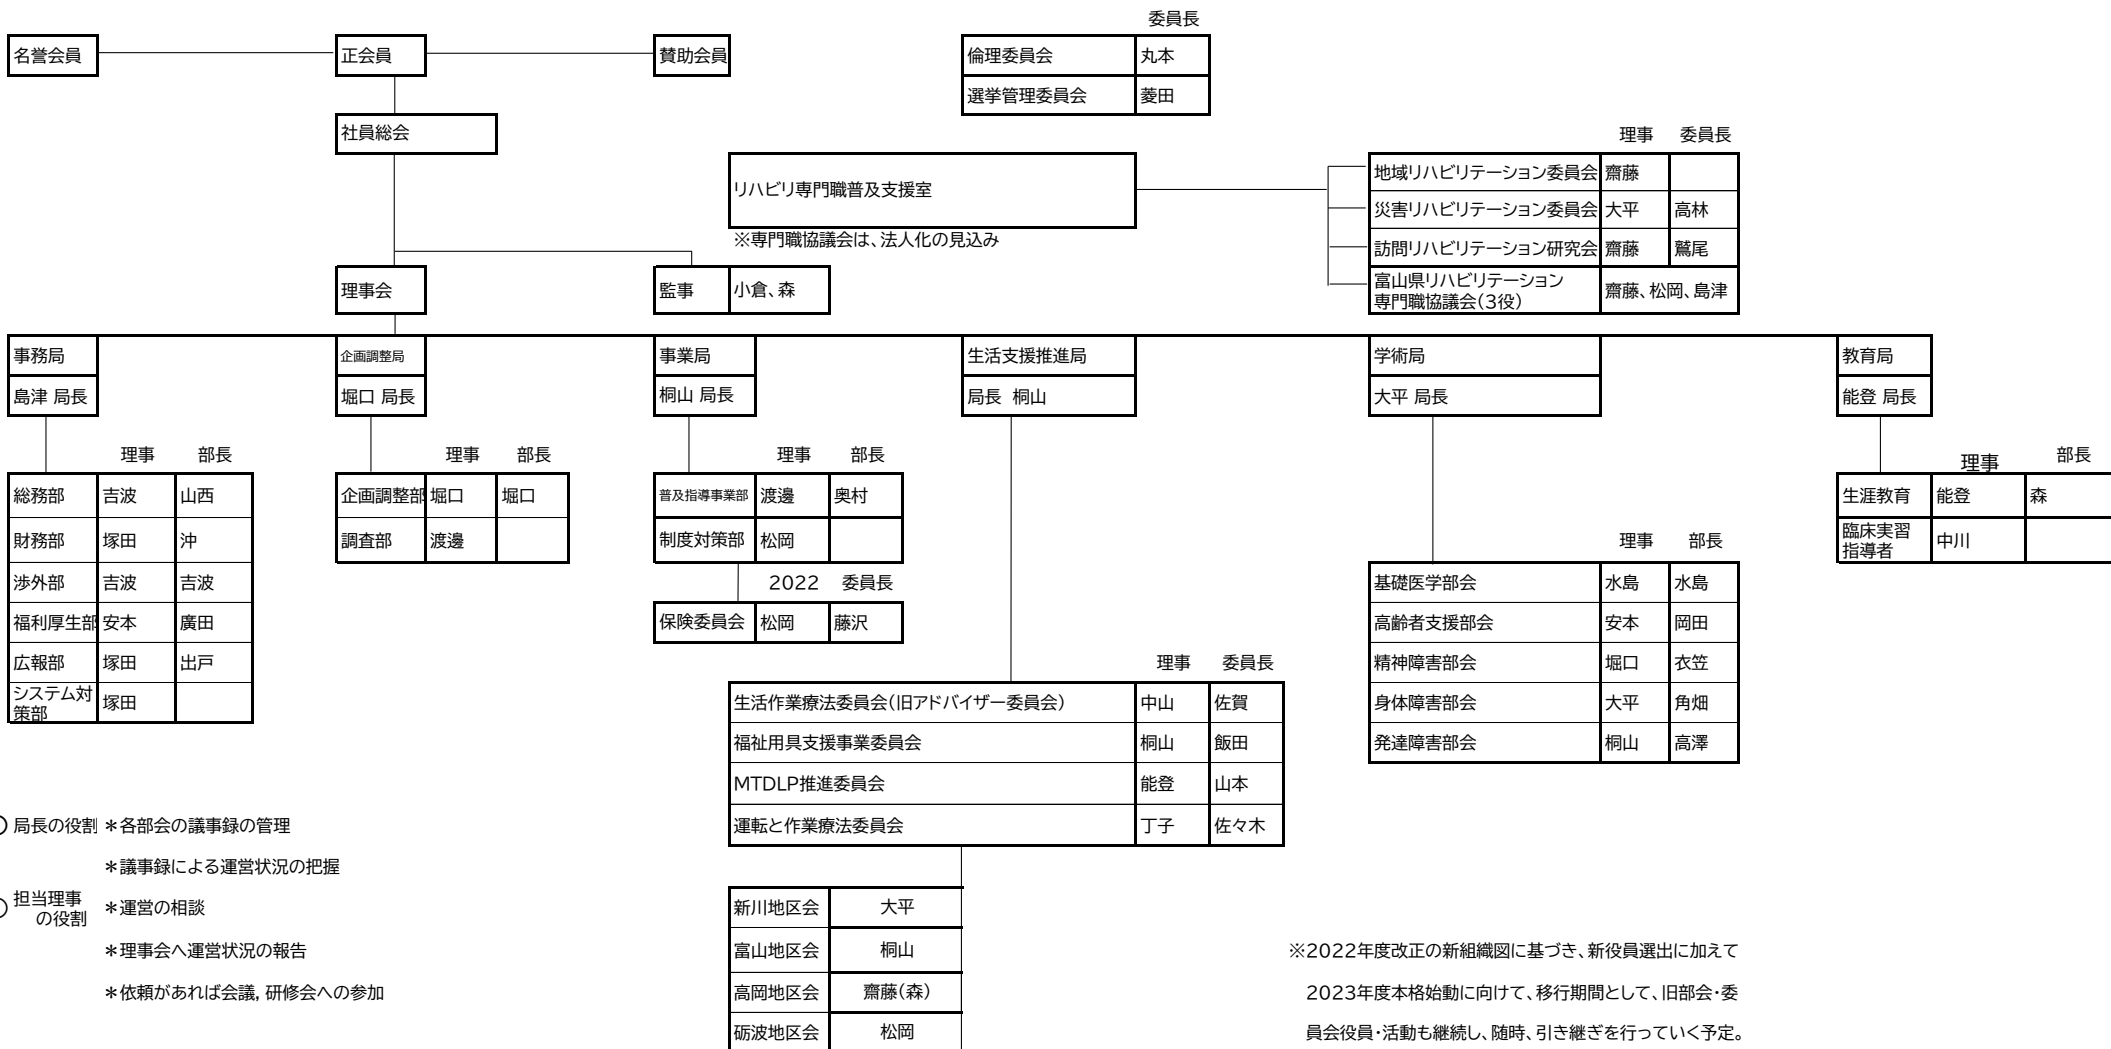 委員長
名誉会員 正会員 賛助会員 倫理委員会 丸本
選挙管理委員会 菱田
社員総会
理事 委員長
リハビリ専門職普及支援室
※専門職協議会は、法人化の見込み
地域リハビリテーション委員会 齋藤
災害リハビリテーション委員会 大平 高林
訪問リハビリテーション研究会 齋藤 鷲尾
富山県リハビリテーション
専門職協議会(3役) 齋藤、松岡、島津
理事会 監事 小倉、森
事務局 企画調整局 事業局 生活支援推進局 学術局 教育局
島津 局長 堀口 局長 桐山 局長 局長 桐山 大平 局長 能登 局長
理事 部長
総務部 吉波 山西
財務部 塚田 沖
渉外部 吉波 吉波
福利厚生部 安本 廣田
広報部 塚田 出戸
システム対
策部 塚田
理事 部長
企画調整部 堀口 堀口
調査部 渡邊
理事 部長
普及指導事業部 渡邊 奥村
制度対策部 松岡
2022 委員長
保険委員会 松岡 藤沢
理事 委員長
生活作業療法委員会(旧アドバイザー委員会) 中山 佐賀
福祉用具支援事業委員会 桐山 飯田
MTDLP推進委員会 能登 山本
運転と作業療法委員会 丁子 佐々木
新川地区会 大平
富山地区会 桐山
高岡地区会 齋藤(森)
砺波地区会 松岡
理事 部長
基礎医学部会 水島 水島
高齢者支援部会 安本 岡田
精神障害部会 堀口 衣笠
身体障害部会 大平 角畑
発達障害部会 桐山 高澤
理事 部長
生涯教育 能登 森
臨床実習
指導者 中川
○ 局長の役割 *各部会の議事録の管理
*議事録による運営状況の把握
○ 担当理事
の役割 *運営の相談
*理事会へ運営状況の報告
*依頼があれば会議, 研修会への参加
※2022年度改正の新組織図に基づき、新役員選出に加えて
2023年度本格始動に向けて、移行期間として、旧部会・委
員会役員・活動も継続し、随時、引き継ぎを行っていく予定。